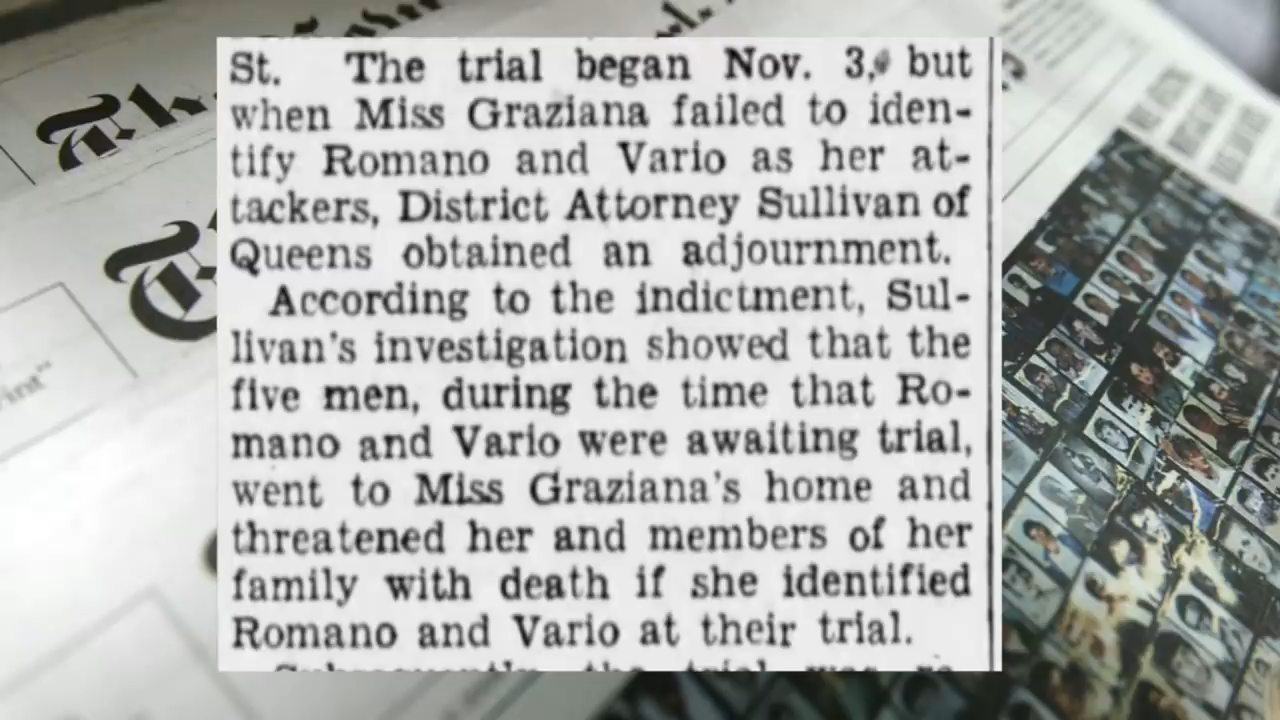 St. The trial began Nov. 3, but
when Miss Graziana failed to iden-
tify Romano and Vario as her at-
tackers, District Attorney Sullivan of
Queens obtained an adjournment.
According to the indictment, Sul-
livan's investigation showed that the
five men, during the time that Ro-
mano and Vario were awaiting trial,
went to Miss Graziana's home and
threatened her and members of her
family with death if she identified
Romano and Vario at their trial.